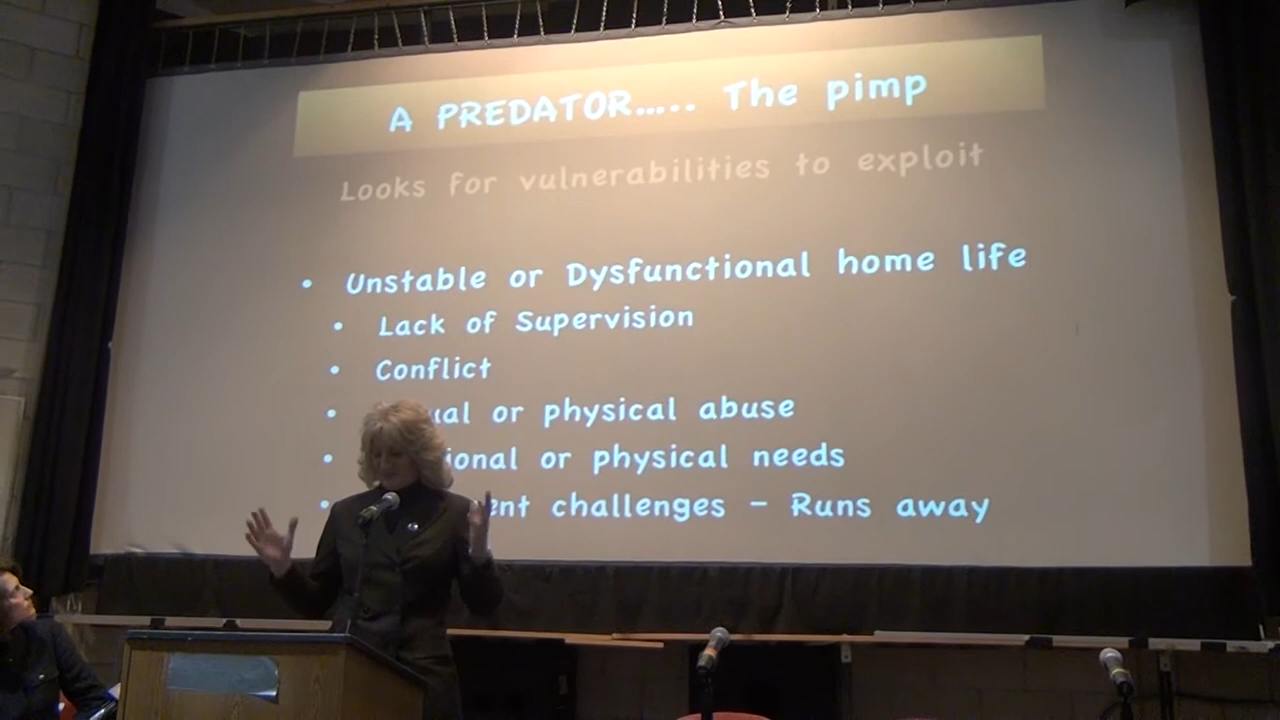 A PREDATOR..... The pimp
Looks for vulnerabilities to exploit
• Unstable or Dysfunctional home life
• Lack of Supervision
• Conflict
• or physical abuse
• or physical needs
• challenges - Runs away